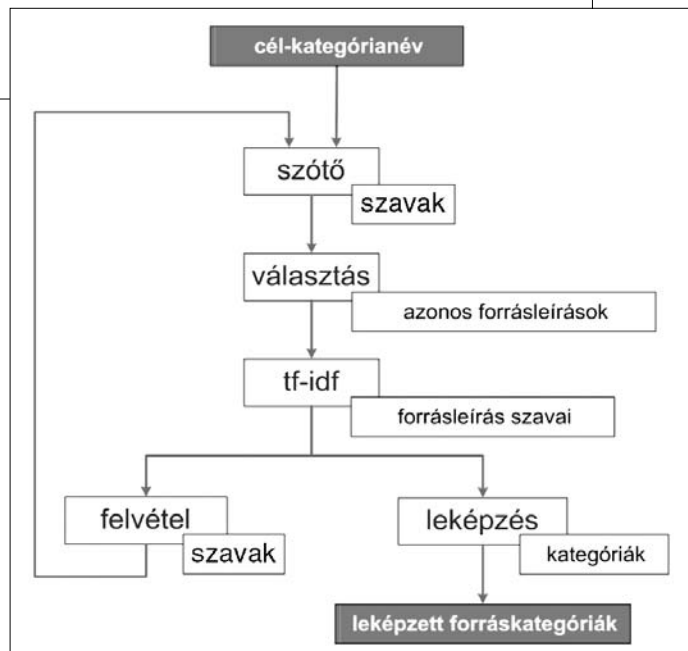 cél-kategórianév
szótő
szavak
választás
azonos forrásleírások
tf-idf
forrásleírás szavai
felvétel
szavak
leképzés
kategóriák
leképzett forráskategóriák